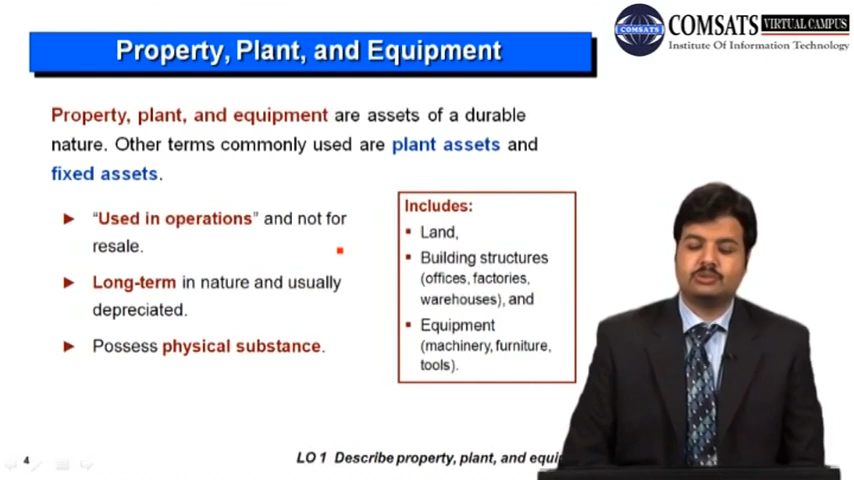 Property, Plant, and Equipment
COMSATS
COMSATS VIRTUAL CAMPUS
Institute Of Information Technology
Property, plant, and equipment are assets of a durable
nature. Other terms commonly used are plant assets and
fixed assets.
► “Used in operations” and not for
resale.
► Long-term in nature and usually
depreciated.
► Possess physical substance.
Includes:
▪ Land,
▪ Building structures
(offices, factories,
warehouses), and
▪ Equipment
(machinery, furniture,
tools).
4
LO 1 Describe property, plant, and